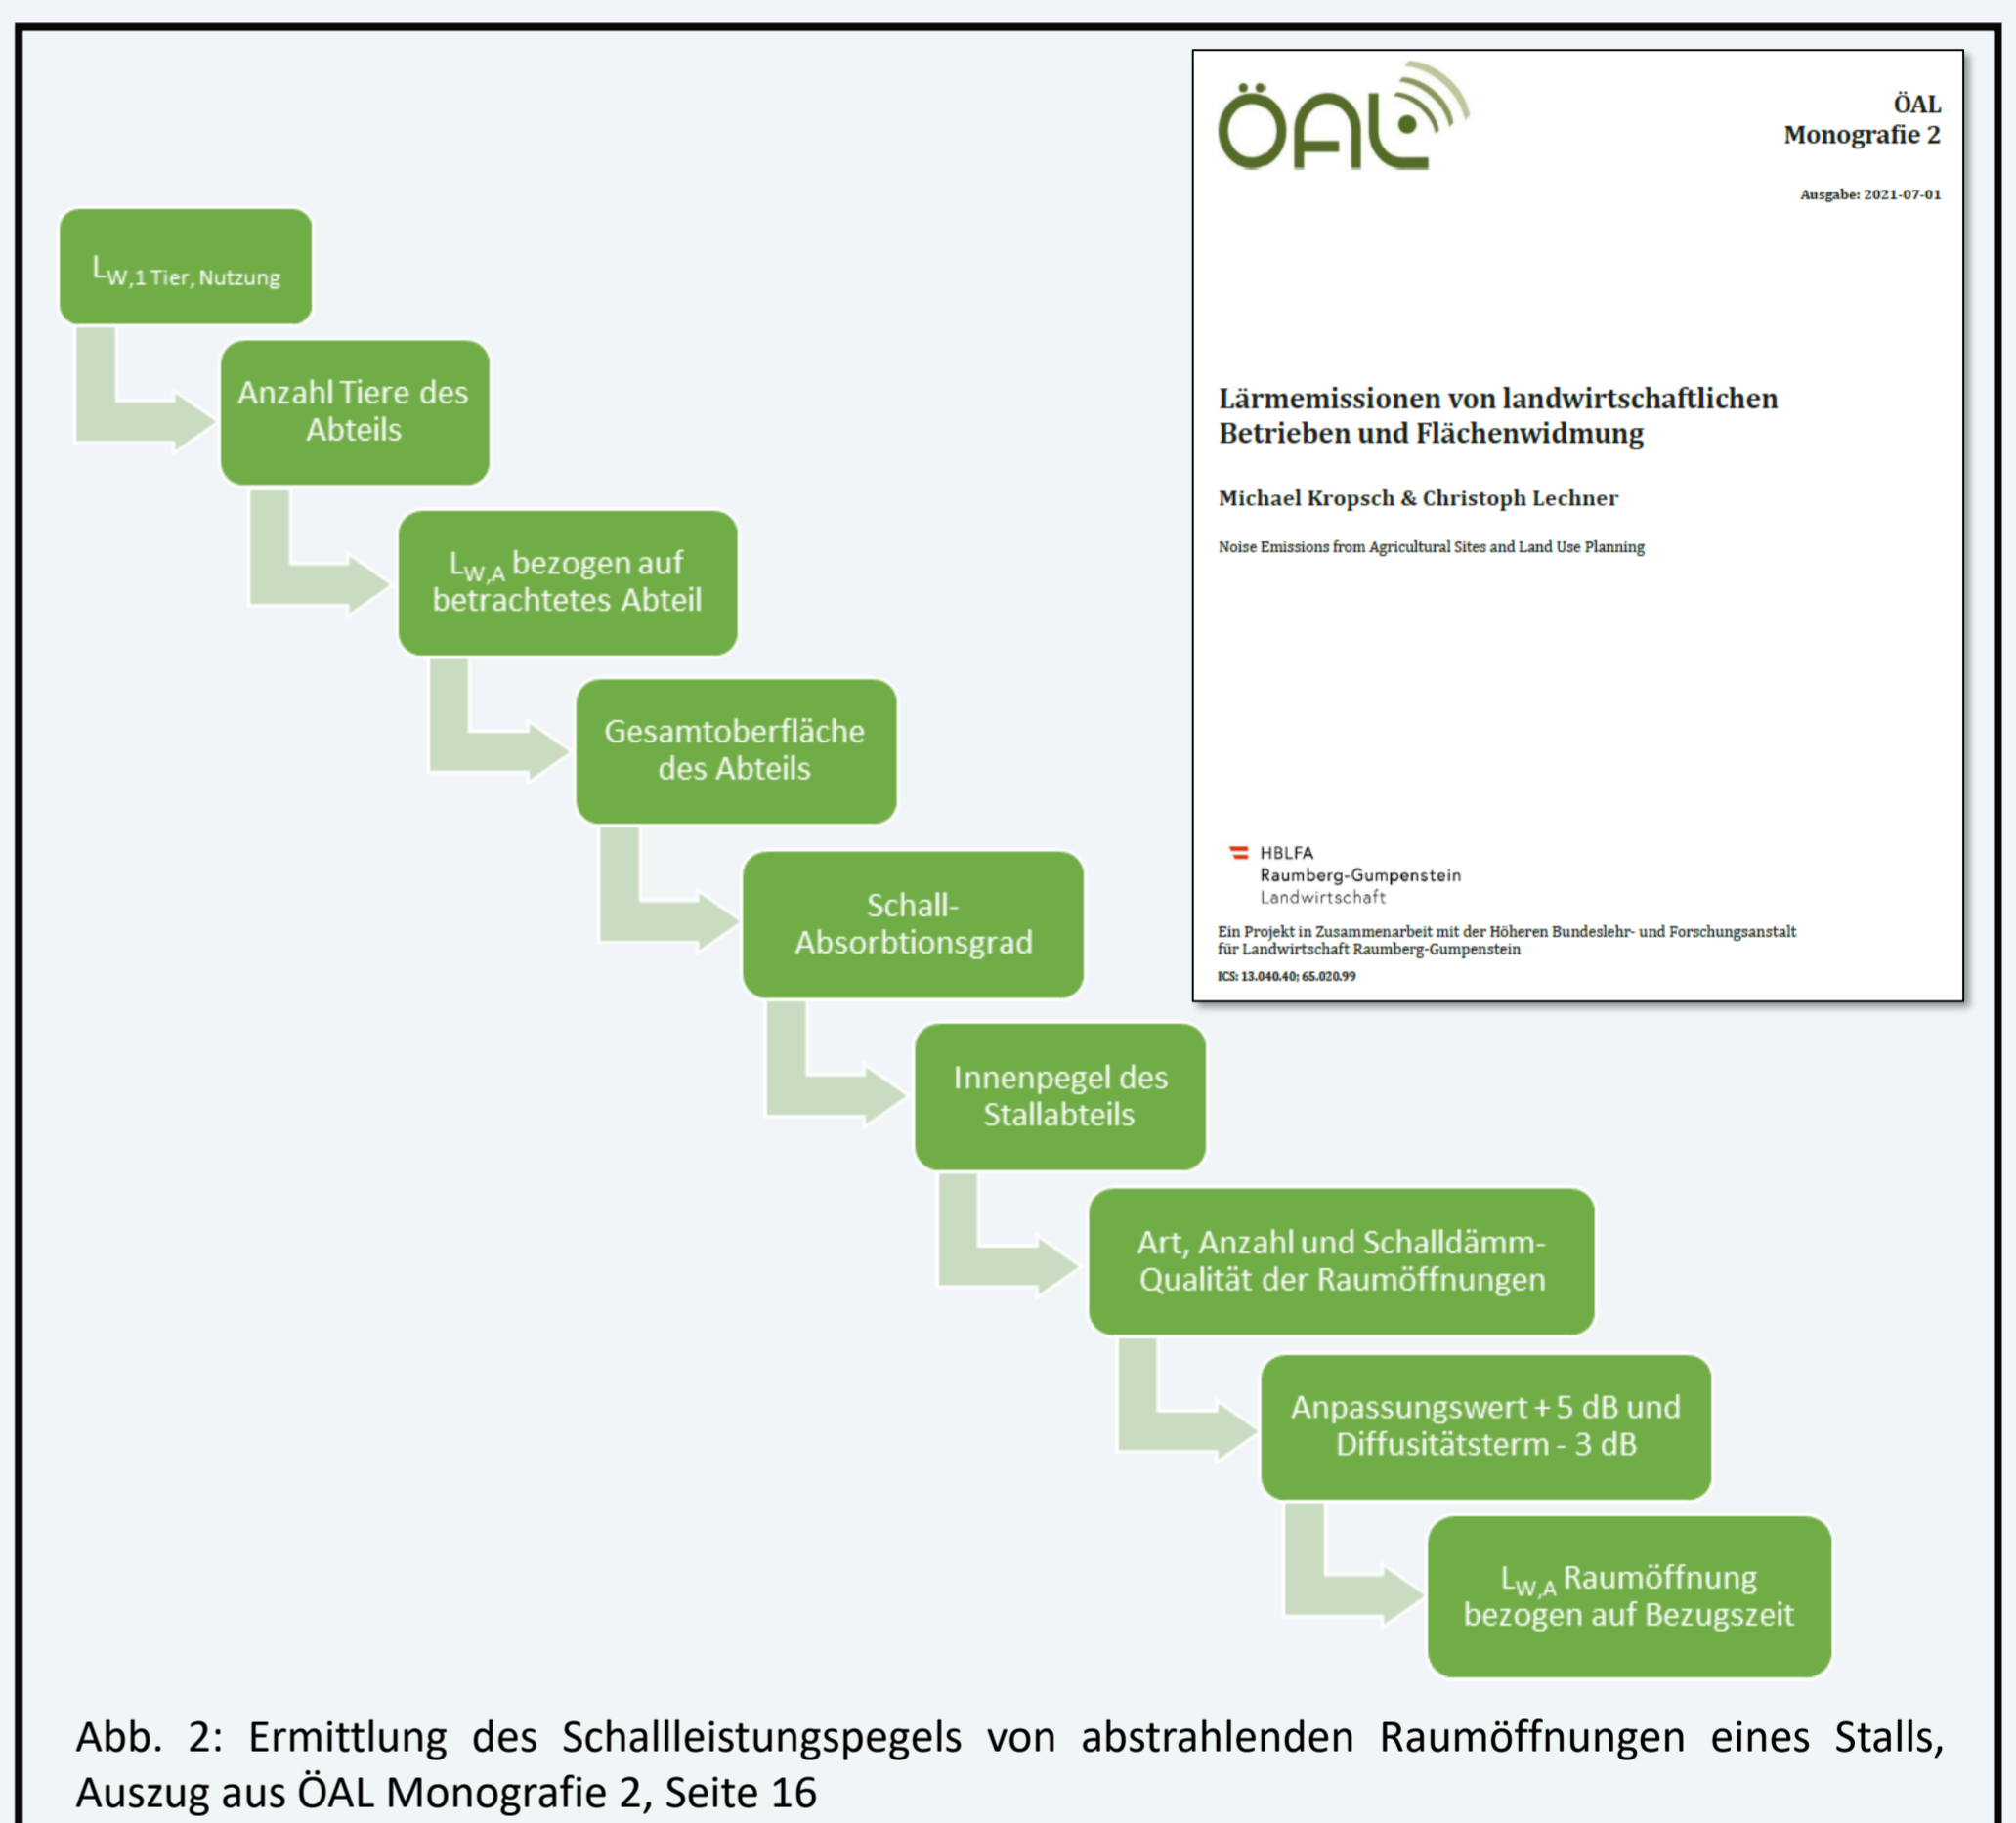 L_W,1 Tier, Nutzung
Anzahl Tiere des
Abteils
L_W,A bezogen auf
betrachtetes Abteil
Gesamtoberfläche
des Abteils
Schall-
Absorbtionsgrad
Innenpegel des
Stallabteils
Art, Anzahl und Schalldämm-
Qualität der Raumöffnungen
Anpassungswert + 5 dB und
Diffusitätsterm - 3 dB
L_W,A Raumöffnung
bezogen auf Bezugszeit
ÖAL
ÖAL
Monografie 2
Ausgabe: 2021-07-01
Lärmemissionen von landwirtschaftlichen
Betrieben und Flächenwidmung
Michael Kropsch & Christoph Lechner
Noise Emissions from Agricultural Sites and Land Use Planning
HBLFA
Raumberg-Gumpenstein
Landwirtschaft
Ein Projekt in Zusammenarbeit mit der Höheren Bundeslehr- und Forschungsanstalt
für Landwirtschaft Raumberg-Gumpenstein
ICS: 13.040.40; 65.020.99
Abb. 2: Ermittlung des Schallleistungspegels von abstrahlenden Raumöffnungen eines Stalls,
Auszug aus ÖAL Monografie 2, Seite 16